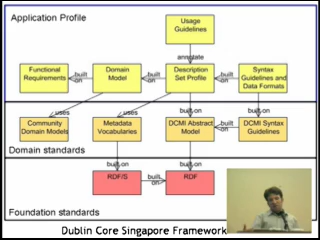 Application Profile
Usage
Guidelines
annotate
Functional
Requirements
built
on
Domain
Model
built
on
Description
Set Profile
built
on
Syntax
Guidelines and
Data Formats
uses
uses
built on
built on
Community
Domain Models
Metadata
Vocabularies
DCMI Abstract
Model
built
on
DCMI Syntax
Guidelines
Domain standards
built on
built on
RDF/S
built
on
RDF
Foundation standards
Dublin Core Singapore Framework